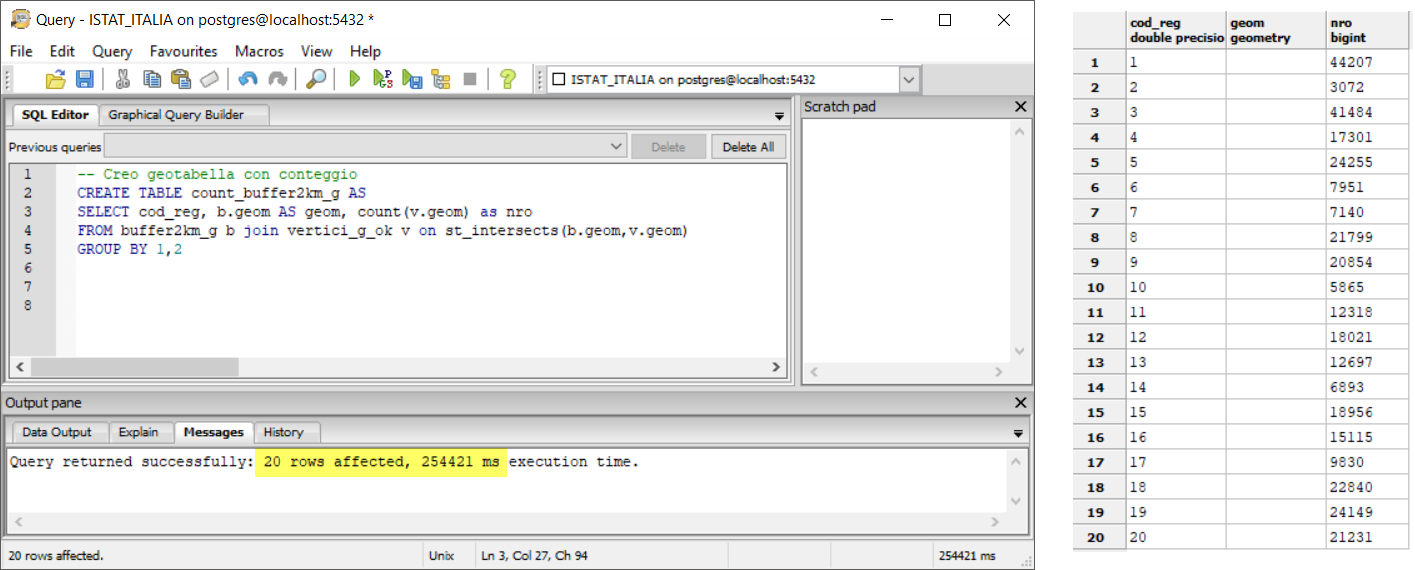 Query - ISTAT_ITALIA on postgres@localhost:5432 *
File Edit Query Favourites Macros View Help
ISTAT_ITALIA on postgres@localhost:5432
SQL Editor Graphical Query Builder
Scratch pad
Previous queries Delete Delete All
1 -- Creo geotabella con conteggio
2 CREATE TABLE count_buffer2km_g AS
3 SELECT cod_reg, b.geom AS geom, count(v.geom) as nro
4 FROM buffer2km_g b join vertici_g_ok v on st_intersects(b.geom,v.geom)
5 GROUP BY 1,2
6
7
8
Output pane
Data Output Explain Messages History
Query returned successfully: 20 rows affected, 254421 ms execution time.
20 rows affected. Unix Ln 3, Col 27, Ch 94 254421 ms
cod_reg geom nro
double precisio geometry bigint
1 1 44207
2 2 3072
3 3 41484
4 4 17301
5 5 24255
6 6 7951
7 7 7140
8 8 21799
9 9 20854
10 10 5865
11 11 12318
12 12 18021
13 13 12697
14 14 6893
15 15 18956
16 16 15115
17 17 9830
18 18 22840
19 19 24149
20 20 21231